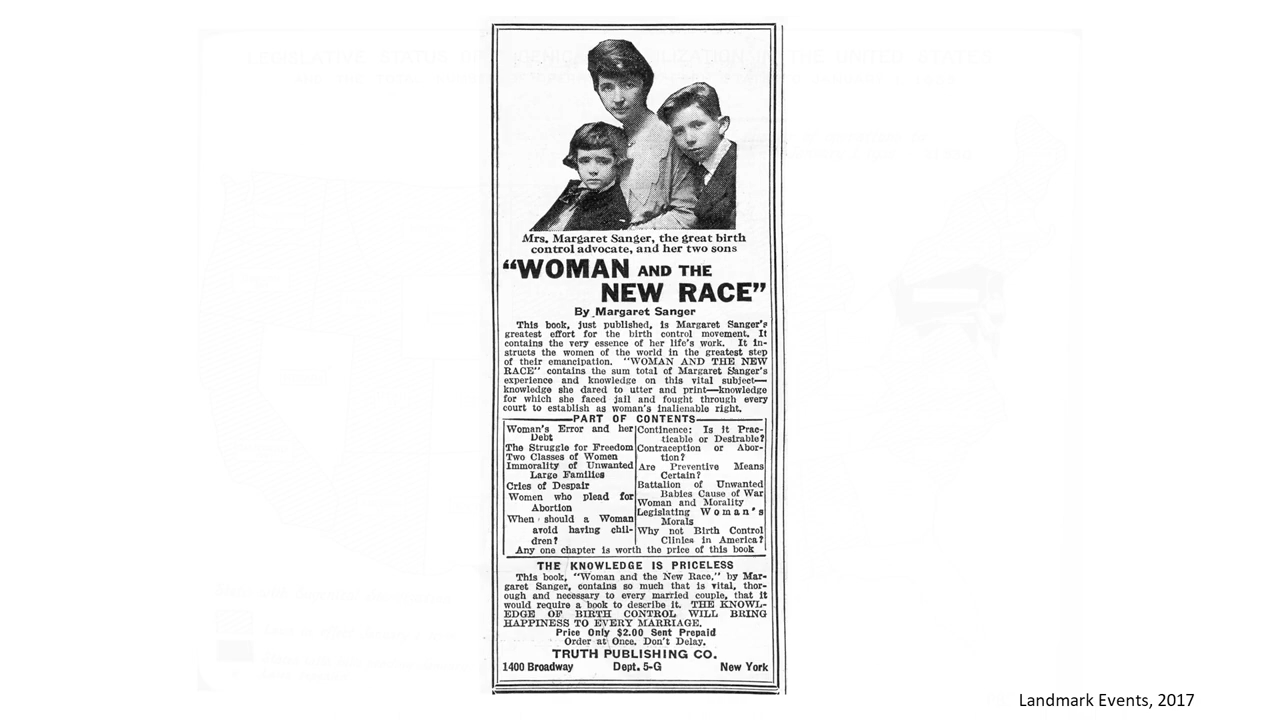 Mrs. Margaret Sanger, the great birth
control advocate, and her two sons
"WOMAN AND THE
NEW RACE"
By Margaret Sanger
This book, just published, is Margaret Sanger's
greatest effort for the birth control movement. It
contains the very essence of her life's work. It in-
structs the women of the world in the greatest step
of their emancipation. "WOMAN AND THE NEW
RACE" contains the sum total of Margaret Sanger's
experience and knowledge on this vital subject—
knowledge she dared to utter and print—knowledge
for which she faced jail and fought through every
court to establish as woman's inalienable right.
PART OF CONTENTS
Woman's Error and her
Debt
The Struggle for Freedom
Two Classes of Women
Immorality of Unwanted
Large Families
Cries of Despair
Women who plead for
Abortion
When should a Woman
avoid having chil-
dren?
Continence: Is it Prac-
ticable or Desirable?
Contraception or Abor-
tion?
Are Preventive Means
Certain?
Battalion of Unwanted
Babies Cause of War
Woman and Morality
Legislating Woman's
Morals
Why not Birth Control
Clinics in America?
Any one chapter is worth the price of this book
THE KNOWLEDGE IS PRICELESS
This book, "Woman and the New Race," by Mar-
garet Sanger, contains so much that is vital, thor-
ough and necessary to every married couple, that it
would require a book to describe it. THE KNOWL-
EDGE OF BIRTH CONTROL WILL BRING
HAPPINESS TO EVERY MARRIAGE.
Price Only $2.00 Sent Prepaid
Order at Once. Don't Delay.
TRUTH PUBLISHING CO.
1400 Broadway Dept. 5-G New York
Landmark Events, 2017